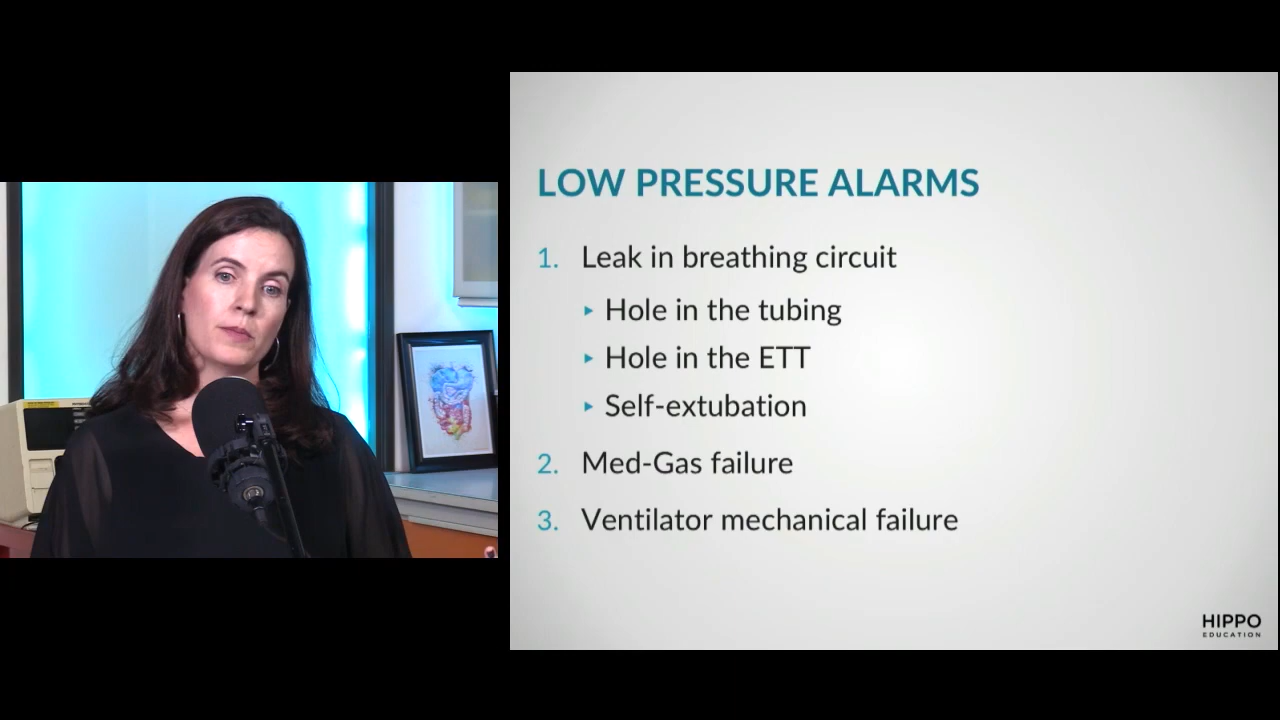 LOW PRESSURE ALARMS
1. Leak in breathing circuit
▸ Hole in the tubing
▸ Hole in the ETT
▸ Self-extubation
2. Med-Gas failure
3. Ventilator mechanical failure
HIPPO
EDUCATION